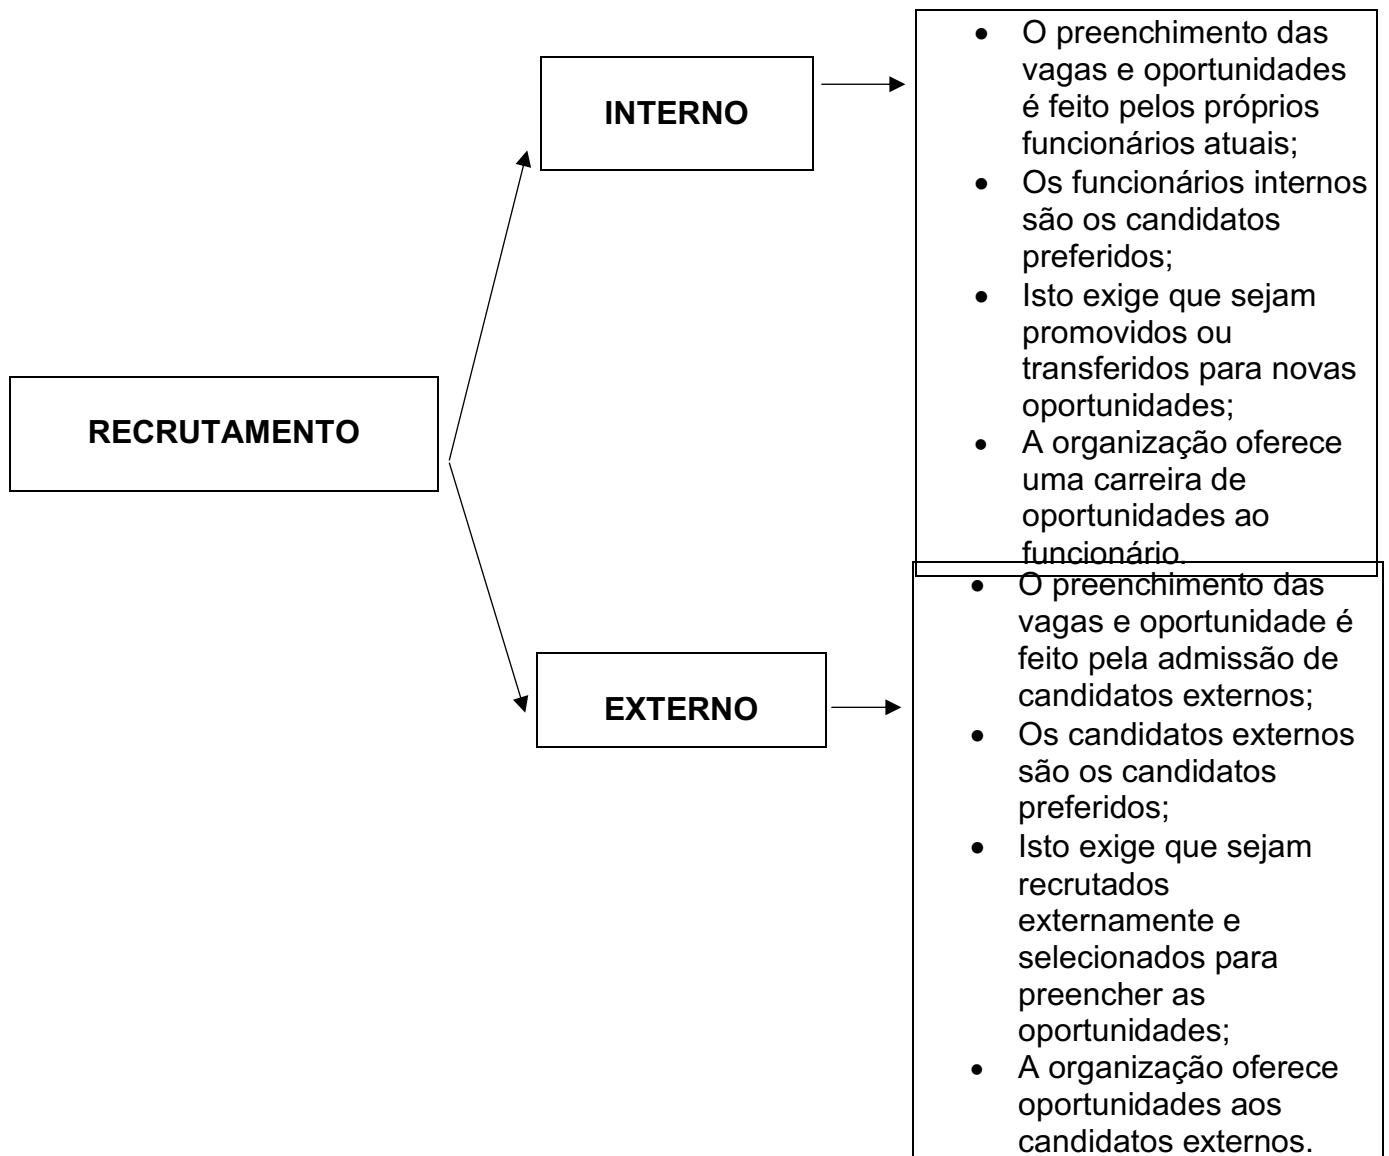 RECRUTAMENTO
INTERNO
• O preenchimento das
vagas e oportunidades
é feito pelos próprios
funcionários atuais;
• Os funcionários internos
são os candidatos
preferidos;
• Isto exige que sejam
promovidos ou
transferidos para novas
oportunidades;
• A organização oferece
uma carreira de
oportunidades ao
funcionário.
EXTERNO
• O preenchimento das
vagas e oportunidade é
feito pela admissão de
candidatos externos;
• Os candidatos externos
são os candidatos
preferidos;
• Isto exige que sejam
recrutados
externamente e
selecionados para
preencher as
oportunidades;
• A organização oferece
oportunidades aos
candidatos externos.